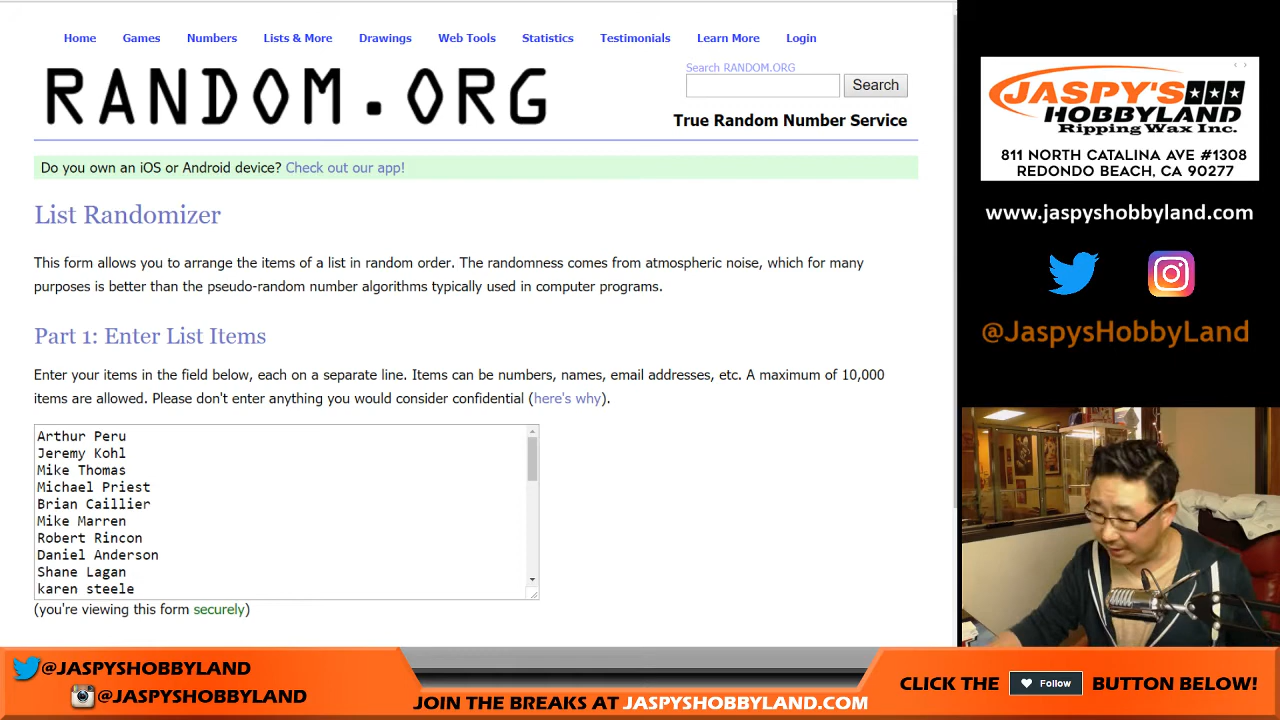 Home Games Numbers Lists & More Drawings Web Tools Statistics Testimonials Learn More Login
RANDOM.ORG
Search RANDOM.ORG
Search
True Random Number Service
Do you own an iOS or Android device? Check out our app!
List Randomizer
This form allows you to arrange the items of a list in random order. The randomness comes from atmospheric noise, which for many
purposes is better than the pseudo-random number algorithms typically used in computer programs.
Part 1: Enter List Items
Enter your items in the field below, each on a separate line. Items can be numbers, names, email addresses, etc. A maximum of 10,000
items are allowed. Please don't enter anything you would consider confidential (here's why).
Arthur Peru
Jeremy Kohl
Mike Thomas
Michael Priest
Brian Caillier
Mike Marren
Robert Rincon
Daniel Anderson
Shane Lagan
karen steele
(you're viewing this form securely)
JASPY'S
HOBBYLAND
Ripping Wax Inc.
811 NORTH CATALINA AVE #1308
REDONDO BEACH, CA 90277
www.jaspyshobbyland.com
@JaspysHobbyLand
@JASPYSHOBBYLAND
@JASPYSHOBBYLAND
JOIN THE BREAKS AT JASPYSHOBBYLAND.COM
CLICK THE Follow BUTTON BELOW!